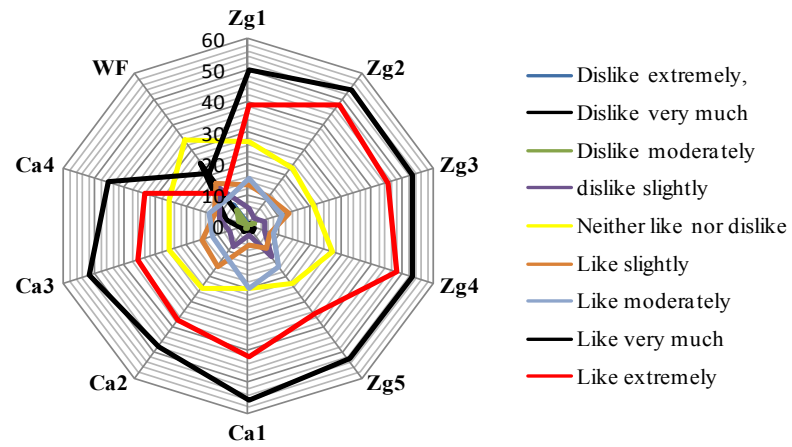 Zg1
60
50
40
30
20
10
0
Zg2
Zg3
Zg4
Zg5
Ca1
Ca2
Ca3
Ca4
WF
Dislike extremely,
Dislike very much
Dislike moderately
dislike slightly
Neither like nor dislike
Like slightly
Like moderately
Like very much
Like extremely